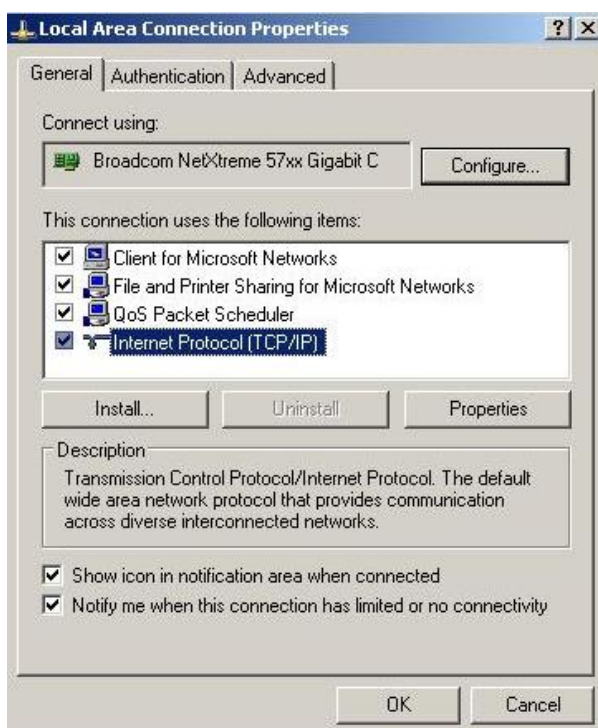 Local Area Connection Properties
General Authentication Advanced
Connect using:
Broadcom NetXtreme 57xx Gigabit C
Configure...
This connection uses the following items:
Client for Microsoft Networks
File and Printer Sharing for Microsoft Networks
QoS Packet Scheduler
Internet Protocol (TCP/IP)
Install... Uninstall Properties
Description
Transmission Control Protocol/Internet Protocol. The default
wide area network protocol that provides communication
across diverse interconnected networks.
Show icon in notification area when connected
Notify me when this connection has limited or no connectivity
OK Cancel